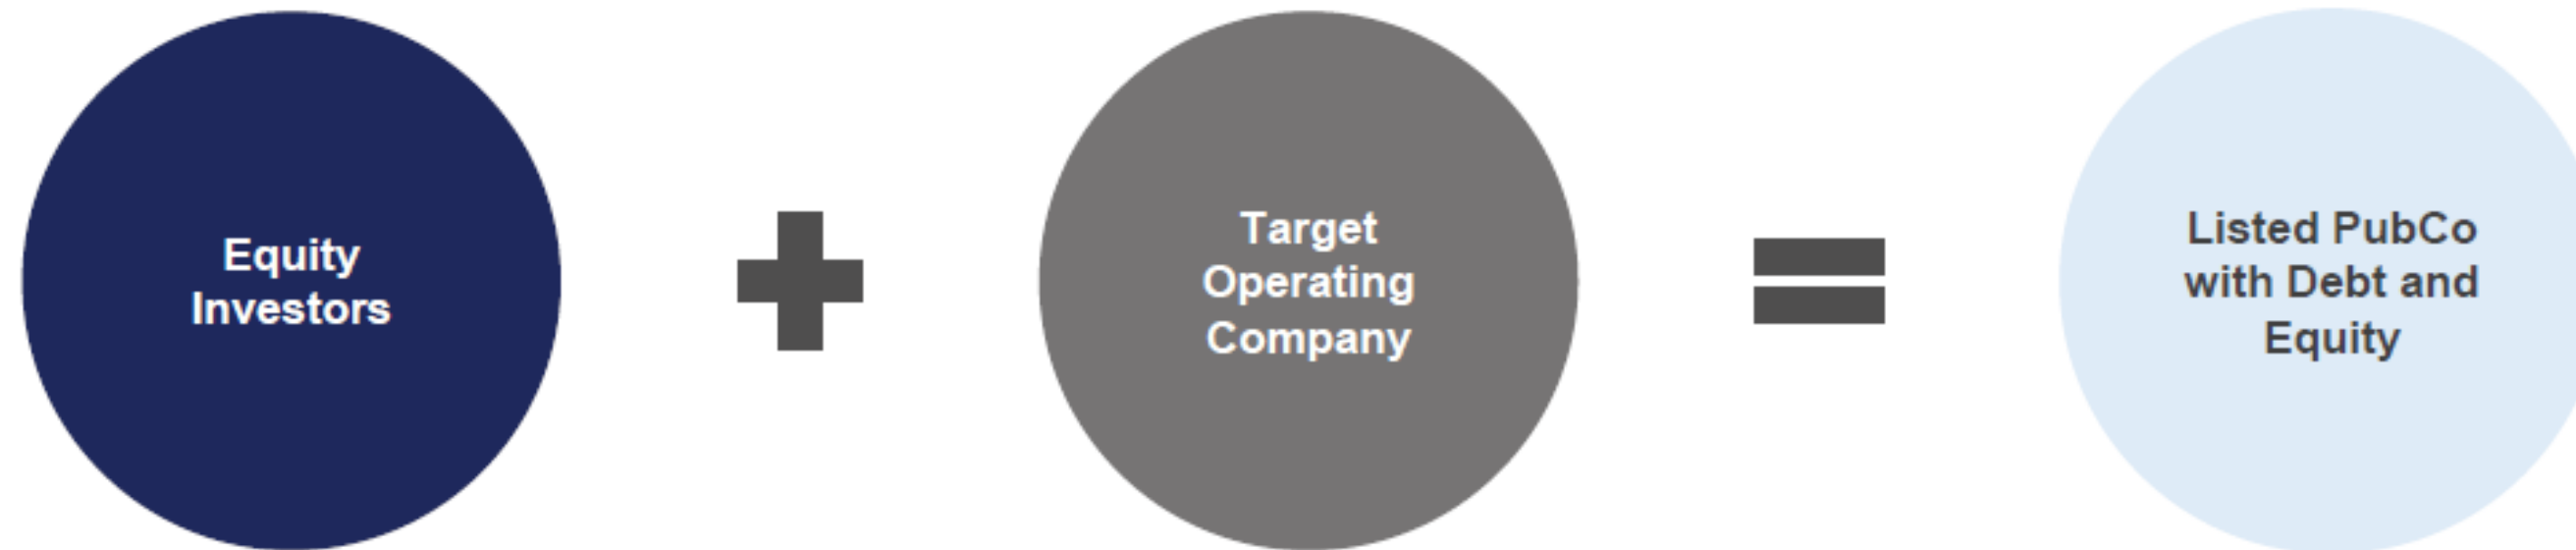 Equity
Investors
Target
Operating
Company
Listed PubCo
with Debt and
Equity